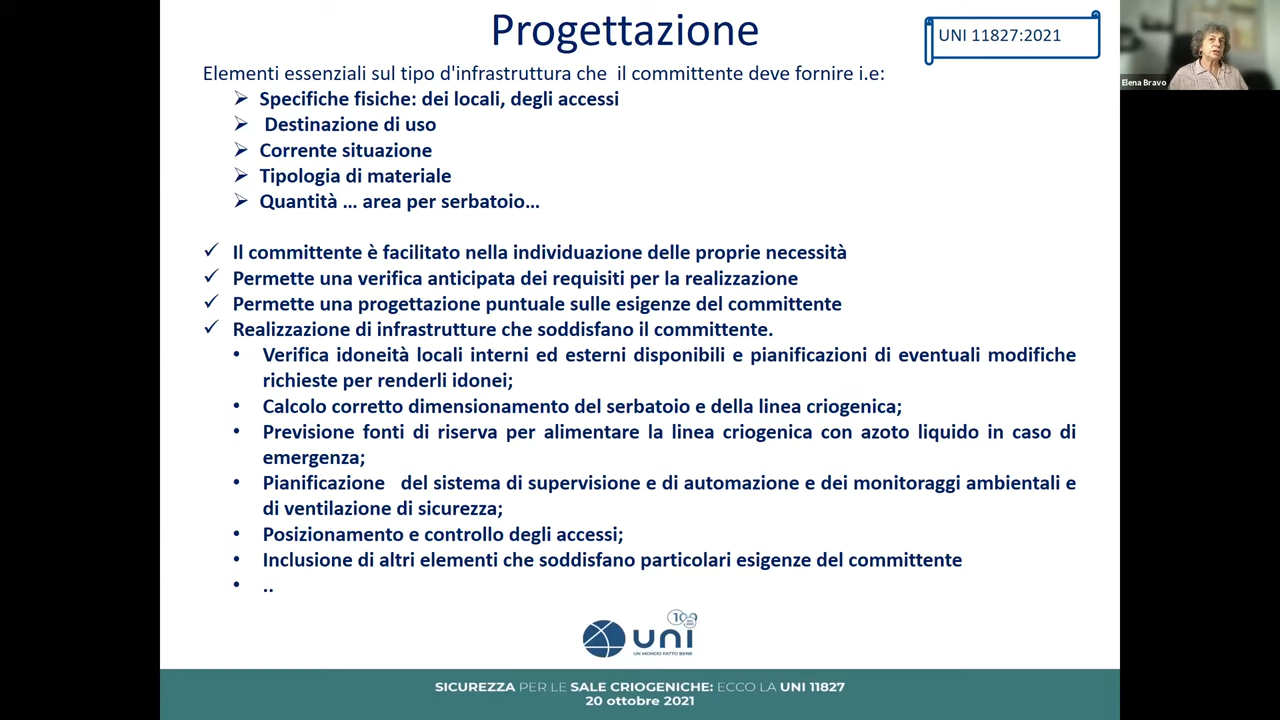 Progettazione
UNI 11827:2021
Elena Bravo
Elementi essenziali sul tipo d'infrastruttura che il committente deve fornire i.e:
➢ Specifiche fisiche: dei locali, degli accessi
➢ Destinazione di uso
➢ Corrente situazione
➢ Tipologia di materiale
➢ Quantità … area per serbatoio…
✓ Il committente è facilitato nella individuazione delle proprie necessità
✓ Permette una verifica anticipata dei requisiti per la realizzazione
✓ Permette una progettazione puntuale sulle esigenze del committente
✓ Realizzazione di infrastrutture che soddisfano il committente.
• Verifica idoneità locali interni ed esterni disponibili e pianificazioni di eventuali modifiche
richieste per renderli idonei;
• Calcolo corretto dimensionamento del serbatoio e della linea criogenica;
• Previsione fonti di riserva per alimentare la linea criogenica con azoto liquido in caso di
emergenza;
• Pianificazione del sistema di supervisione e di automazione e dei monitoraggi ambientali e
di ventilazione di sicurezza;
• Posizionamento e controllo degli accessi;
• Inclusione di altri elementi che soddisfano particolari esigenze del committente
• ..
100
uni
UN MONDO FATTO BENE
SICUREZZA PER LE SALE CRIOGENICHE: ECCO LA UNI 11827
20 ottobre 2021